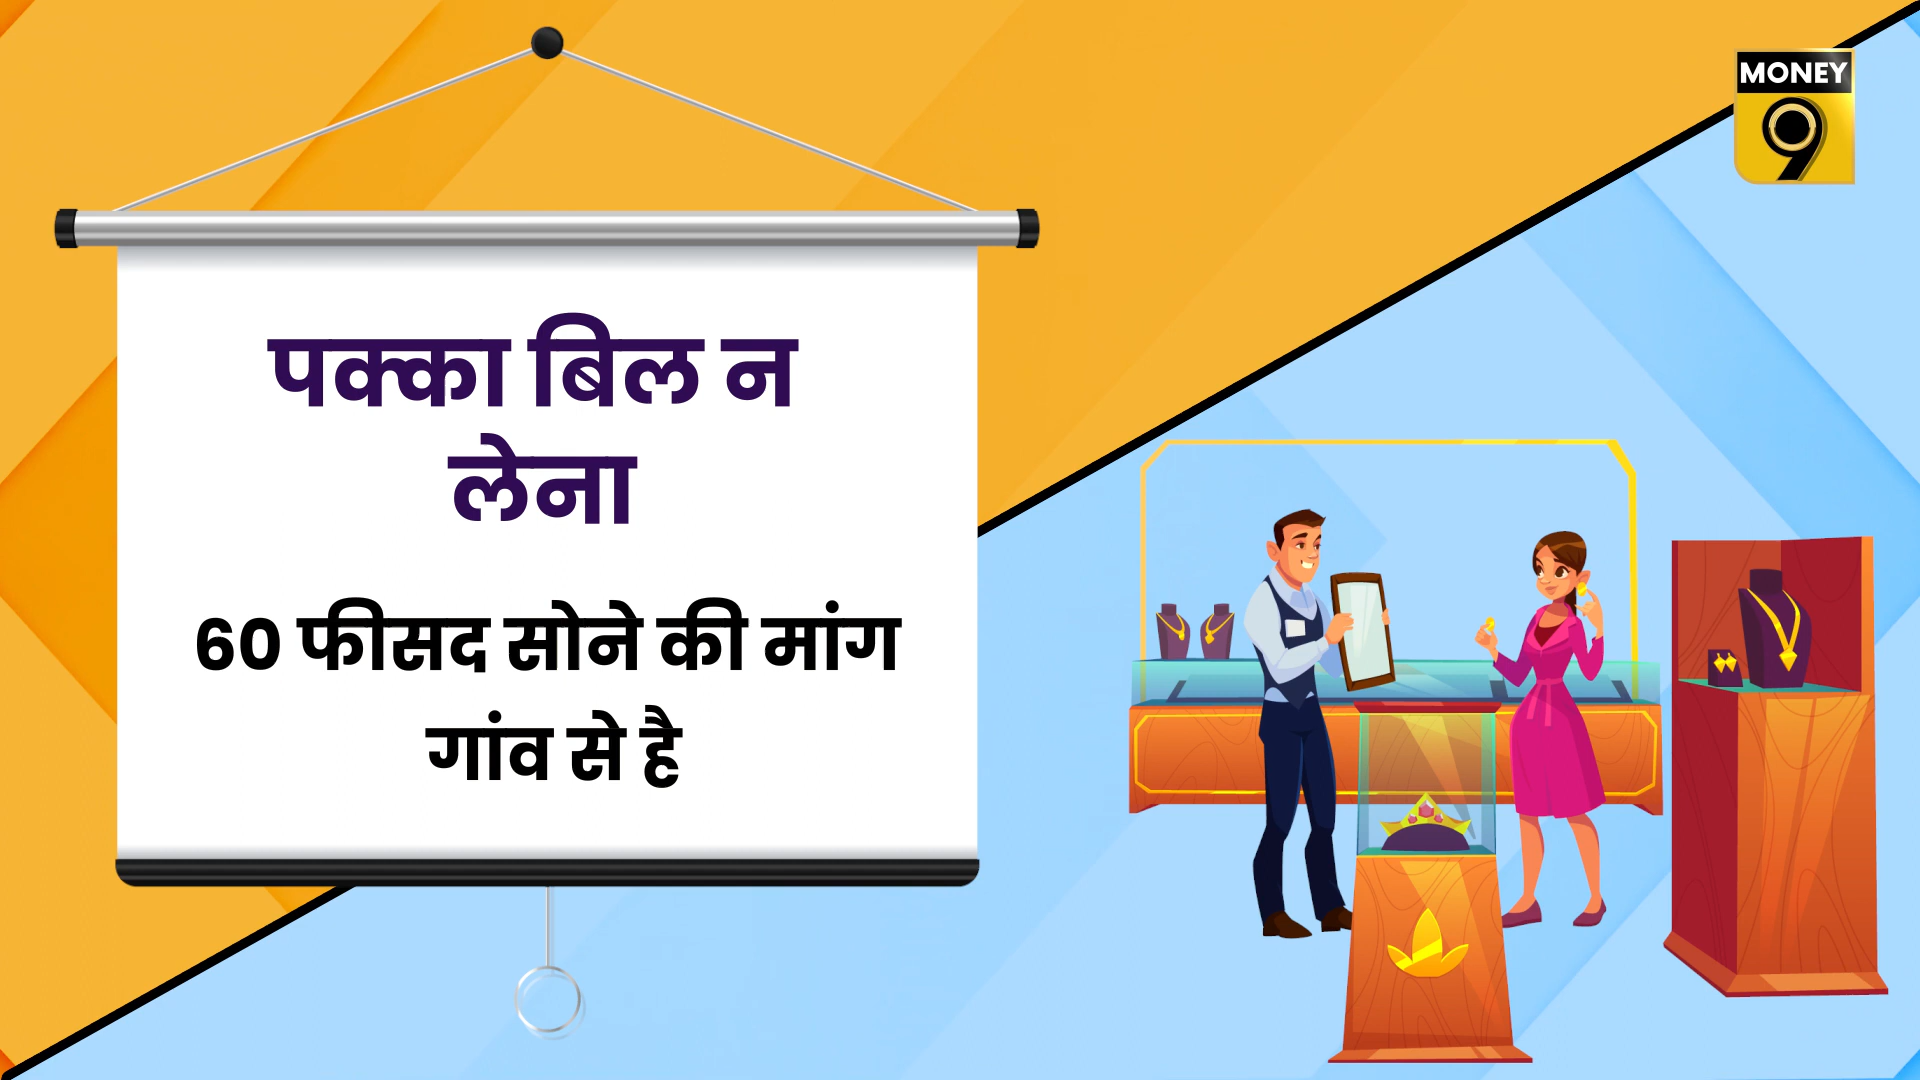 MONEY
9
पक्का बिल न
लेना
60 फीसद सोने की मांग
गांव से है